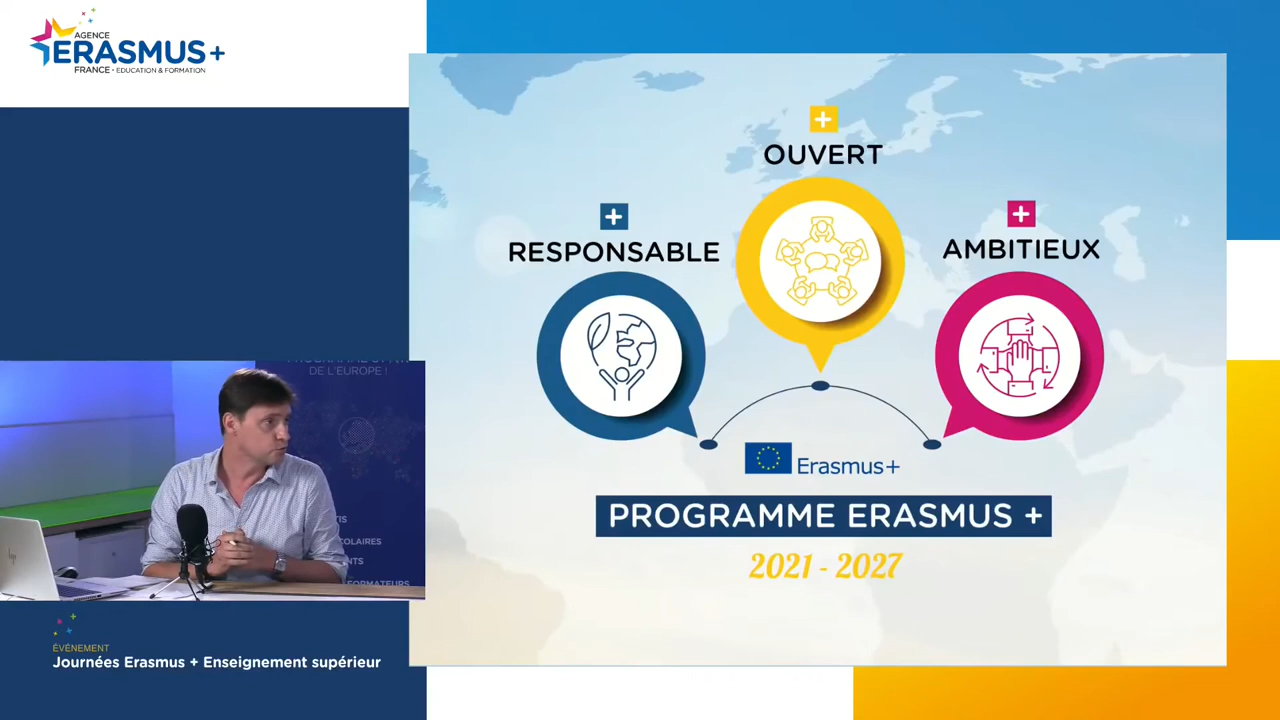 AGENCE
ERASMUS+
FRANCE • EDUCATION & FORMATION
+
OUVERT
+
RESPONSABLE
+
AMBITIEUX
Erasmus+
PROGRAMME ERASMUS +
2021 - 2027
DE L'EUROPE !
hp
ÉVÉNEMENT
Journées Erasmus + Enseignement supérieur